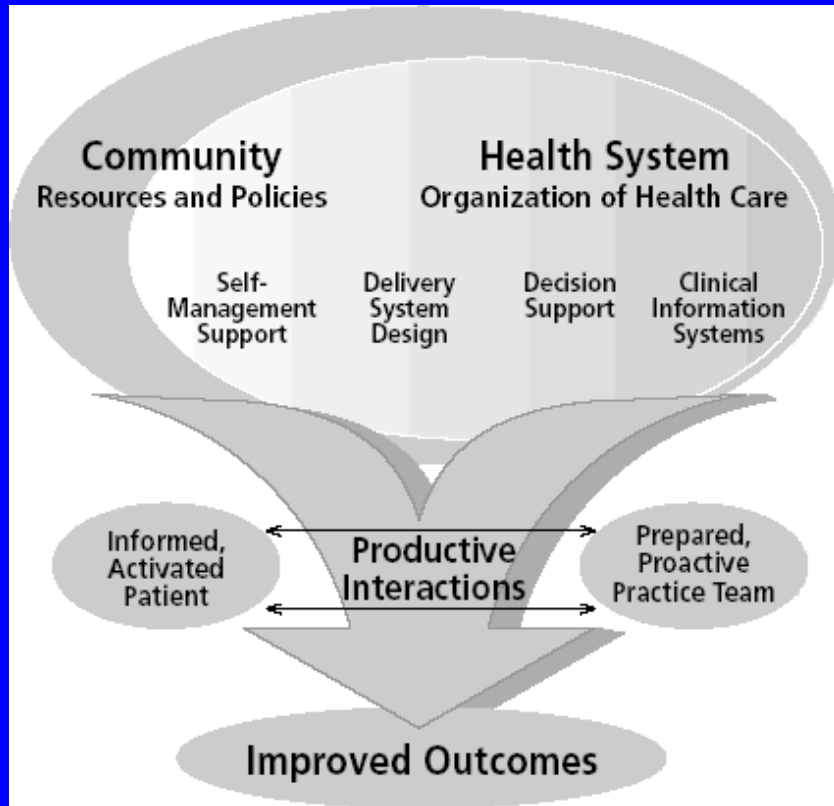 Community
Resources and Policies
Health System
Organization of Health Care
Self-
Management
Support
Delivery
System
Design
Decision
Support
Clinical
Information
Systems
Informed,
Activated
Patient
Productive
Interactions
Prepared,
Proactive
Practice Team
Improved Outcomes